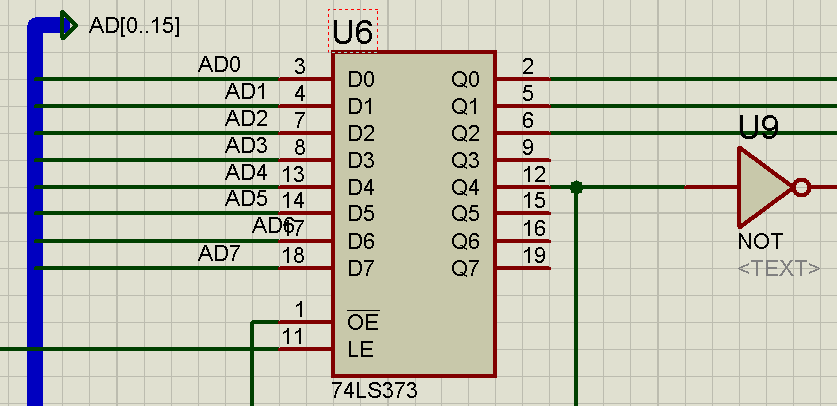 AD[0..15]
U6
AD0 3 D0 Q0 2
AD1 4 D1 Q1 5
AD2 7 D2 Q2 6
U9
AD3 8 D3 Q3 9
AD4 13 D4 Q4 12
AD5 14 D5 Q5 15
AD6 17 D6 Q6 16
NOT
AD7 18 D7 Q7 19
<TEXT>
1 OE
11 LE
74LS373